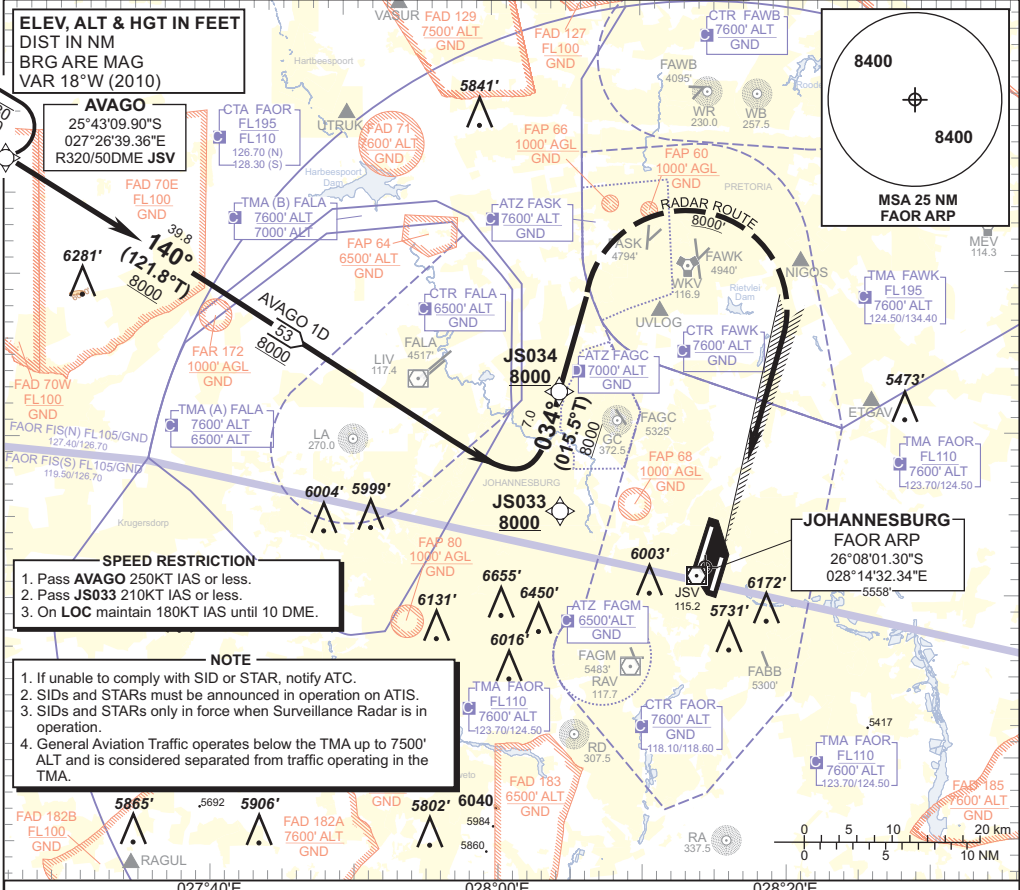 ELEV, ALT & HGT IN FEET
DIST IN NM
BRG ARE MAG
VAR 18°W (2010)
AVAGO
25°43'09.90"S
027°26'39.36"E
R320/50DME JSV
VASUR
FAD 129
7500' ALT
GND
FAD 127
FL100
GND
CTR FAWB
C
7600' ALT
GND
8400
8400
MSA 25 NM
FAOR ARP
Hartbeespoort
CTA FAOR
C
FL195
FL110
126.70 (N)
128.30 (S)
UTRUK
FAD 71
GND
5841'
FAWB
4095'
WR
230.0
WB
257.5
FAP 66
1000' AGL
GND
FAP 60
1000' AGL
GND
PRETORIA
Harbeespoort
Dam
FAD 70E
FL100
GND
TMA (B) FALA
C
7600' ALT
7000' ALT
ATZ FASK
C
7600' ALT
GND
FAP 64
6500' ALT
GND
RADAR ROUTE
8000'
ASK
4794'
FAWK
4940'
WKV
116.9
NIGOS
MEV
114.3
6281'
39.8
140°
(121.8°T)
8000
AVAGO 1D
53
8000
CTR FALA
C
6500' ALT
GND
Rietvlei
Dam
UVLOG
TMA FAWK
C
FL195
7600' ALT
124.50/134.40
FAR 172
1000' AGL
GND
FALA
4517'
LIV
117.4
JS034
8000
ATZ FAGC
7000' ALT
GND
CTR FAWK
C
7600' ALT
GND
FAD 70W
FL100
GND
5473'
ETGAV
TMA (A) FALA
C
7600' ALT
6500' ALT
LA
270.0
7.0
034°
(015.5°T)
8000
FAGC
5325'
GC
372.5
FAOR FIS(N) FL105/GND
127.40/126.70
FAOR FIS(S) FL105/GND
119.50/126.70
FAP 68
1000' AGL
GND
TMA FAOR
C
FL110
7600' ALT
123.70/124.50
JOHANNESBURG
JS033
8000
6004'
5999'
Krugersdorp
JOHANNESBURG
FAOR ARP
26°08'01.30"S
028°14'32.34"E
5558'
FAP 80
1000' AGL
GND
SPEED RESTRICTION
1. Pass AVAGO 250KT IAS or less.
2. Pass JS033 210KT IAS or less.
3. On LOC maintain 180KT IAS until 10 DME.
6003'
JSV
115.2
6172'
5731'
6655'
6450'
6131'
6016'
ATZ FAGM
C
6500'ALT
GND
FAGM
5483'
RAV
117.7
FABB
5300'
NOTE
1. If unable to comply with SID or STAR, notify ATC.
2. SIDs and STARs must be announced in operation on ATIS.
3. SIDs and STARs only in force when Surveillance Radar is in
operation.
4. General Aviation Traffic operates below the TMA up to 7500'
ALT and is considered separated from traffic operating in the
TMA.
TMA FAOR
C
FL110
7600' ALT
123.70/124.50
CTR FAOR
C
7600' ALT
GND
118.10/118.60
RD
307.5
5417
TMA FAOR
C
FL110
7600' ALT
123.70/124.50
FAD 183
6500' ALT
GND
FAD 185
7600' ALT
GND
5865'
5692
5906'
GND
5802'
6040
5984
5860
FAD 182B
FL100
GND
FAD 182A
7600' ALT
GND
RAGUL
RA
337.5
0 5 10 20 km
0 5 10 NM
027°40'E
028°00'E
028°20'E